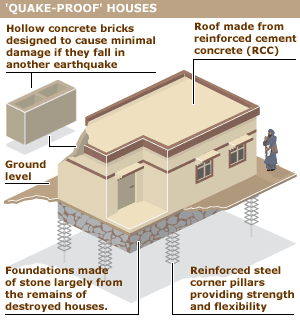 'QUAKE-PROOF' HOUSES
Hollow concrete bricks
designed to cause minimal
damage if they fall in
another earthquake
Roof made from
reinforced cement
concrete (RCC)
Ground
level
Foundations made
of stone largely from
the remains of
destroyed houses.
Reinforced steel
corner pillars
providing strength
and flexibility